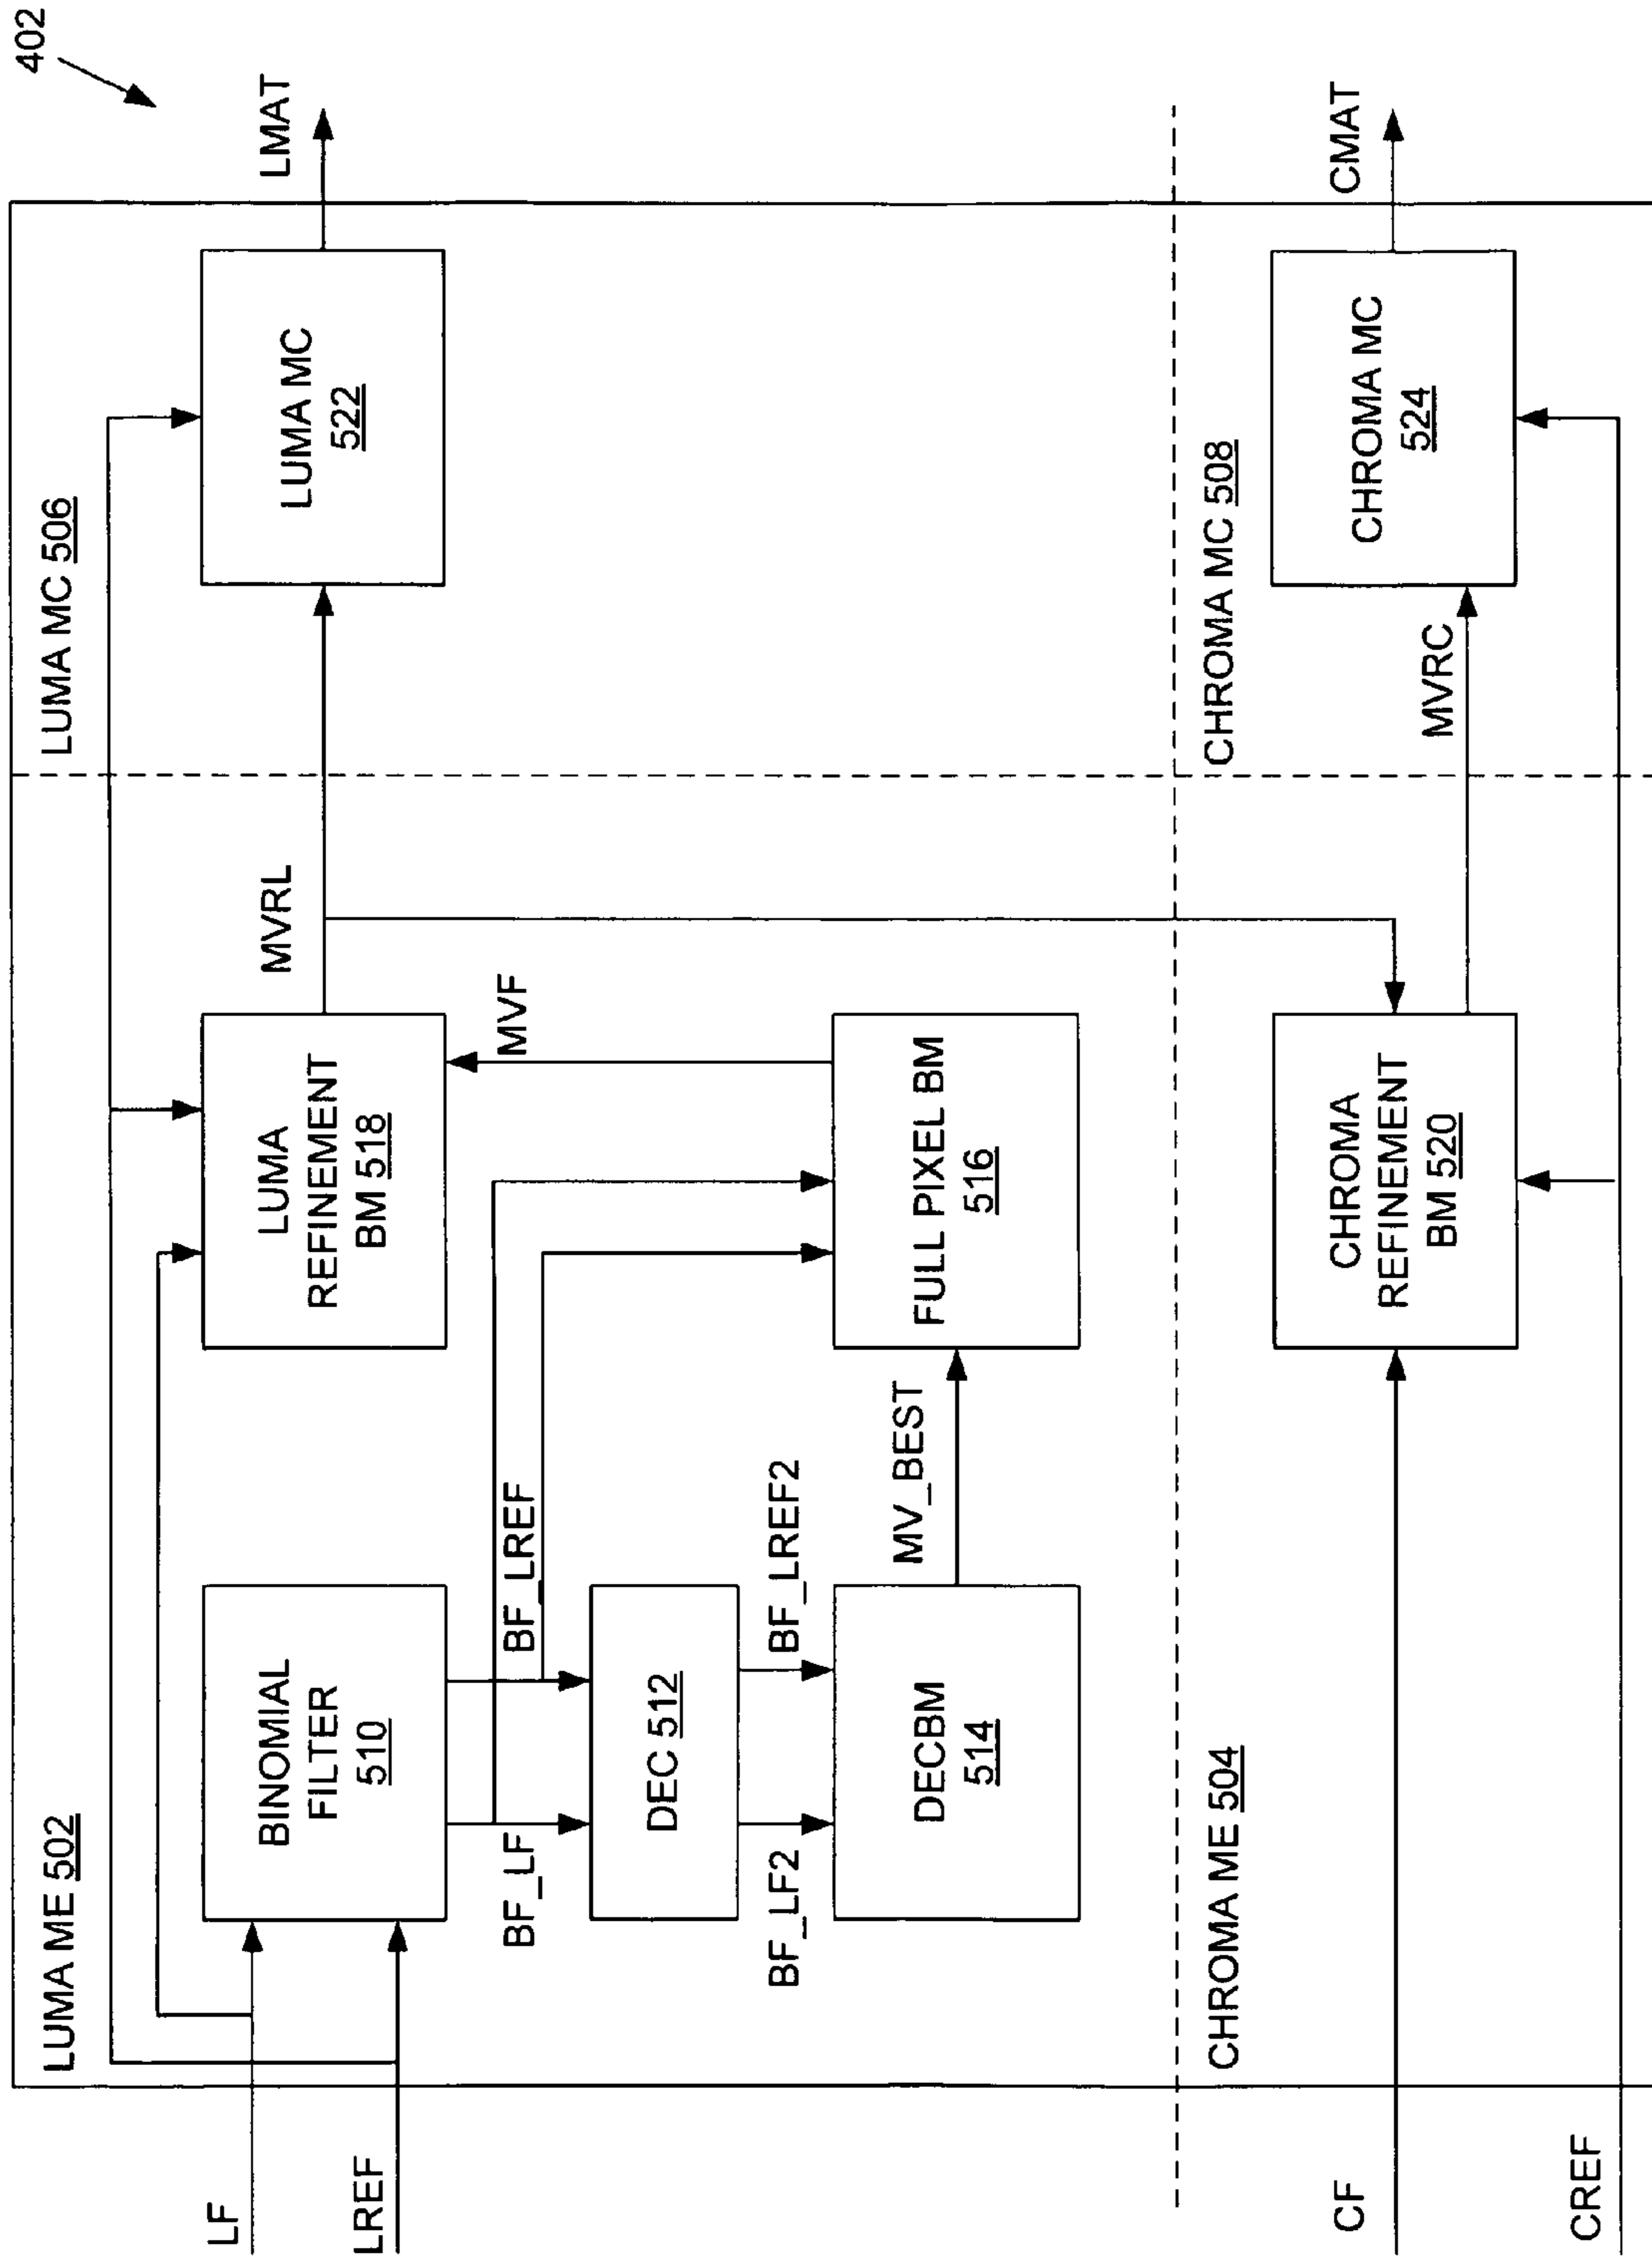 402
LUMA ME 502
LUMA MC 506
LF
LREF
BINOMIAL
FILTER
510
LUMA
REFINEMENT
BM 518
MVRL
LUMA MC
522
LMAT
BF_LF
BF_LREF
MVF
DEC 512
BF_LF2
BF_LREF2
DECBM
514
MV_BEST
FULL PIXEL BM
516
CHROMA ME 504
CHROMA MC 508
CF
CREF
CHROMA
REFINEMENT
BM 520
MVRC
CHROMA MC
524
CMAT